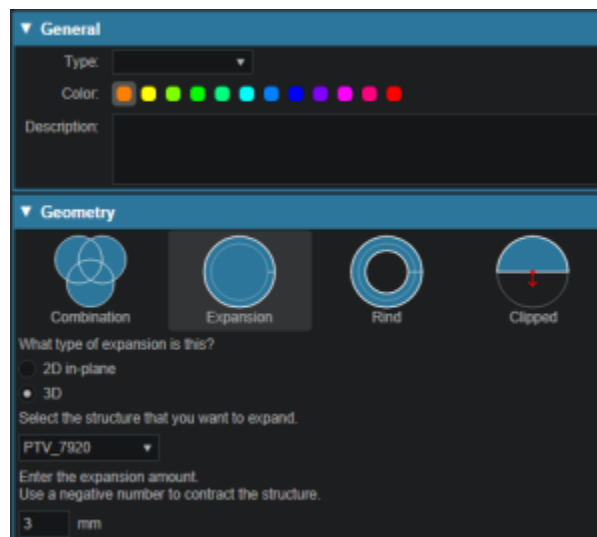 ▼ General
Type:
Color:
Description:
▼ Geometry
Combination Expansion Rind Clipped
What type of expansion is this?
2D in-plane
3D
Select the structure that you want to expand.
PTV_7920
Enter the expansion amount.
Use a negative number to contract the structure.
3 mm